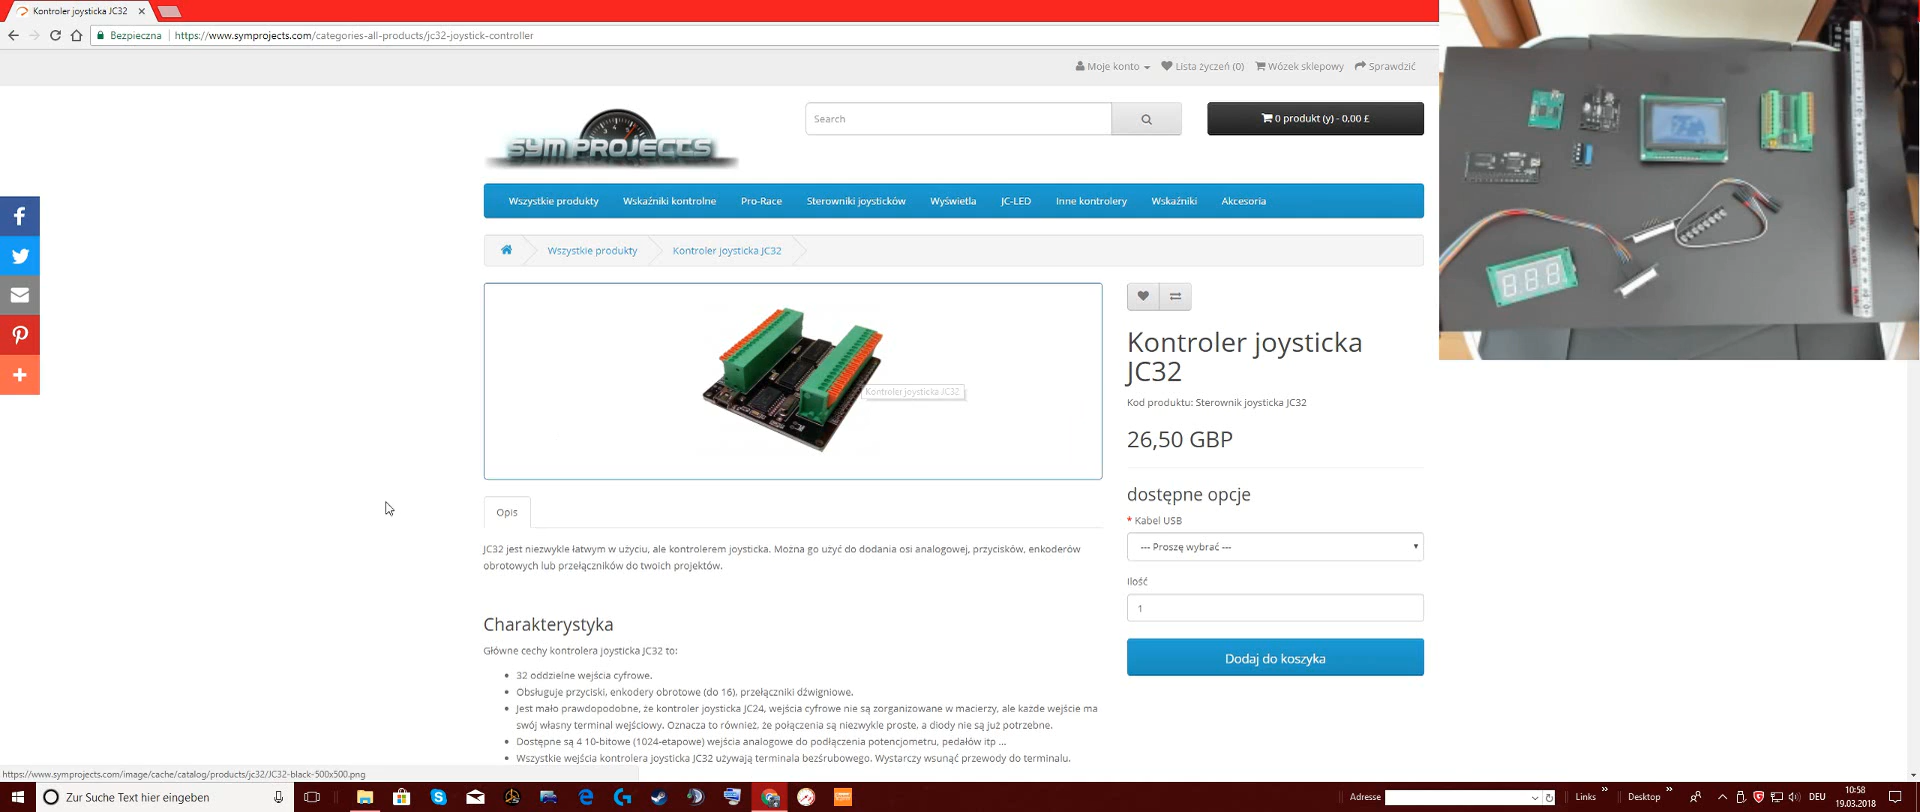 Kontroler joysticka JC32
Bezpieczna https://www.symprojects.com/categories-all-products/jc32-joystick-controller
Moje konto Lista życzeń (0) Wózek sklepowy Sprawdzić
SYM PROJECTS
Search
0 produkt (y) - 0,00 £
Wszystkie produkty Wskaźniki kontrolne Pro-Race Sterowniki joysticków Wyświetla JC-LED Inne kontrolery Wskaźniki Akcesoria
Wszystkie produkty Kontroler joysticka JC32
Kontroler joysticka JC32
Kontroler joysticka
JC32
Kod produktu: Sterownik joysticka JC32
26,50 GBP
dostępne opcje
* Kabel USB
--- Proszę wybrać ---
Ilość
1
Dodaj do koszyka
Opis
JC32 jest niezwykle łatwym w użyciu, ale kontrolerem joysticka. Można go użyć do dodania osi analogowej, przycisków, enkoderów
obrotowych lub przełączników do twoich projektów.
Charakterystyka
Główne cechy kontrolera joysticka JC32 to:
32 oddzielne wejścia cyfrowe.
Obsługuje przyciski, enkodery obrotowe (do 16), przełączniki dźwigniowe.
Jest mało prawdopodobne, że kontroler joysticka JC24, wejścia cyfrowe nie są zorganizowane w macierzy, ale każde wejście ma
swój własny terminal wejściowy. Oznacza to również, że połączenia są niezwykle proste, a diody nie są już potrzebne.
Dostępne są 4 10-bitowe (1024-etapowe) wejścia analogowe do podłączenia potencjometru, pedałów itp ...
Wszystkie wejścia kontrolera joysticka JC32 używają terminala bezśrubowego. Wystarczy wsunąć przewody do terminalu.
https://www.symprojects.com/image/cache/catalog/products/jc32/JC32-black-500x500.png
Zur Suche Text hier eingeben
Adresse Links Desktop DEU 10:58
19.03.2018